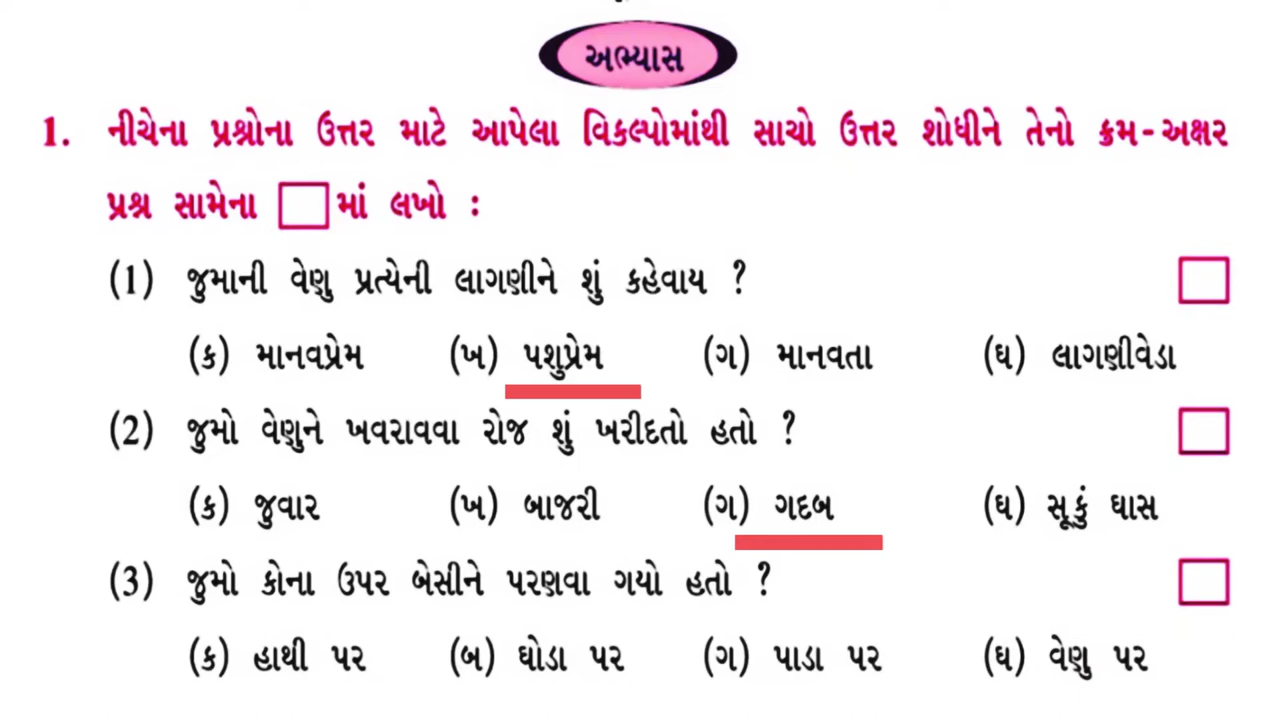 અભ્યાસ
1. નીચેના પ્રશ્નોના ઉત્તર માટે આપેલા વિકલ્પોમાંથી સાચો ઉત્તર શોધીને તેનો ક્રમ-અક્ષર
પ્રશ્ન સામેના માં લખો :
(1) જુમાની વેણુ પ્રત્યેની લાગણીને શું કહેવાય ?
(ક) માનવપ્રેમ (ખ) પશુપ્રેમ (ગ) માનવતા (ઘ) લાગણીવેડા
(2) જુમો વેણુને ખવરાવવા રોજ શું ખરીદતો હતો ?
(ક) જુવાર (ખ) બાજરી (ગ) ગદબ (ઘ) સૂકું ઘાસ
(3) જુમો કોના ઉપર બેસીને પરણવા ગયો હતો ?
(ક) હાથી પર (બ) ઘોડા પર (ગ) પાડા પર (ઘ) વેણુ પર